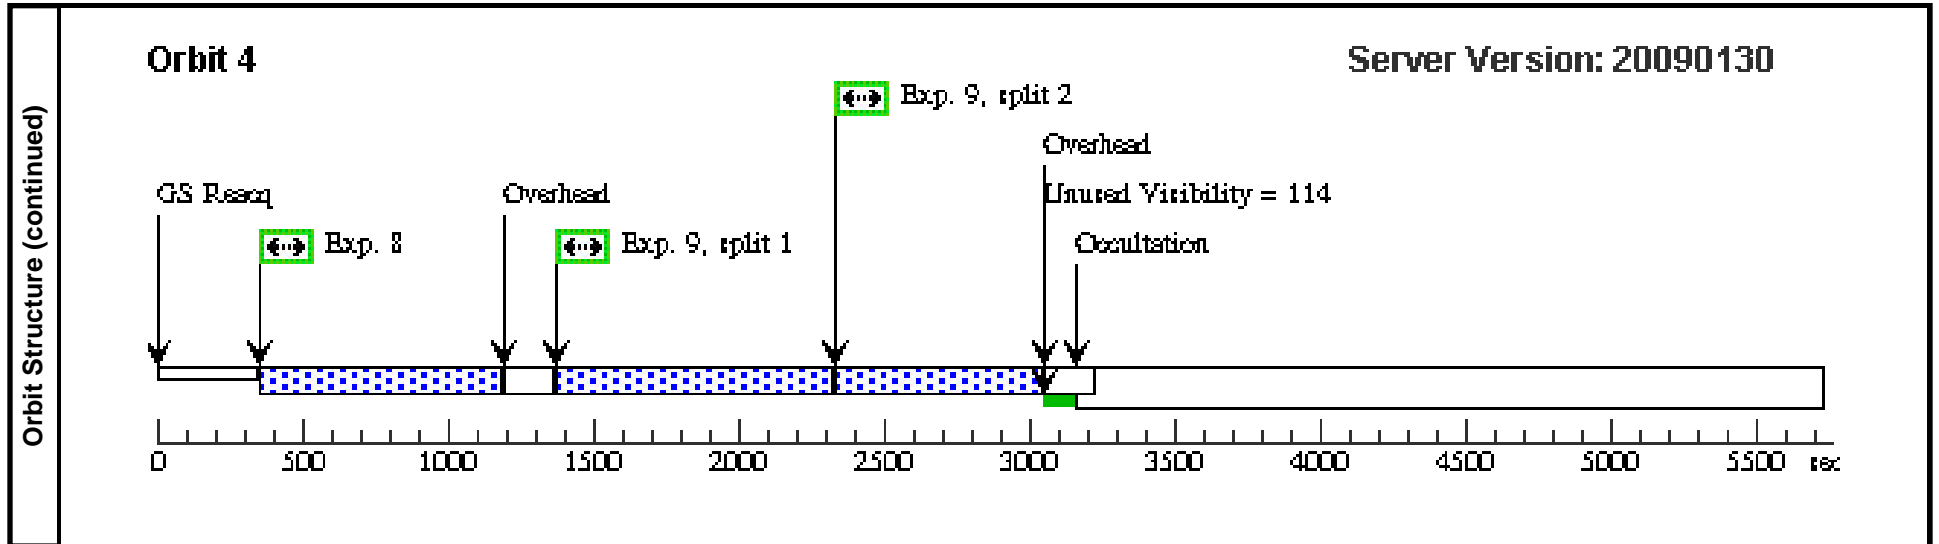 Orbit Structure (continued)
Orbit 4
Server Version: 20090130
Exp. 9, split 2
Overhead
GS Reacq
Overhead
Unused Visibility = 114
Exp. 8
Exp. 9, split 1
Occultation
0 500 1000 1500 2000 2500 3000 3500 4000 4500 5000 5500 sec